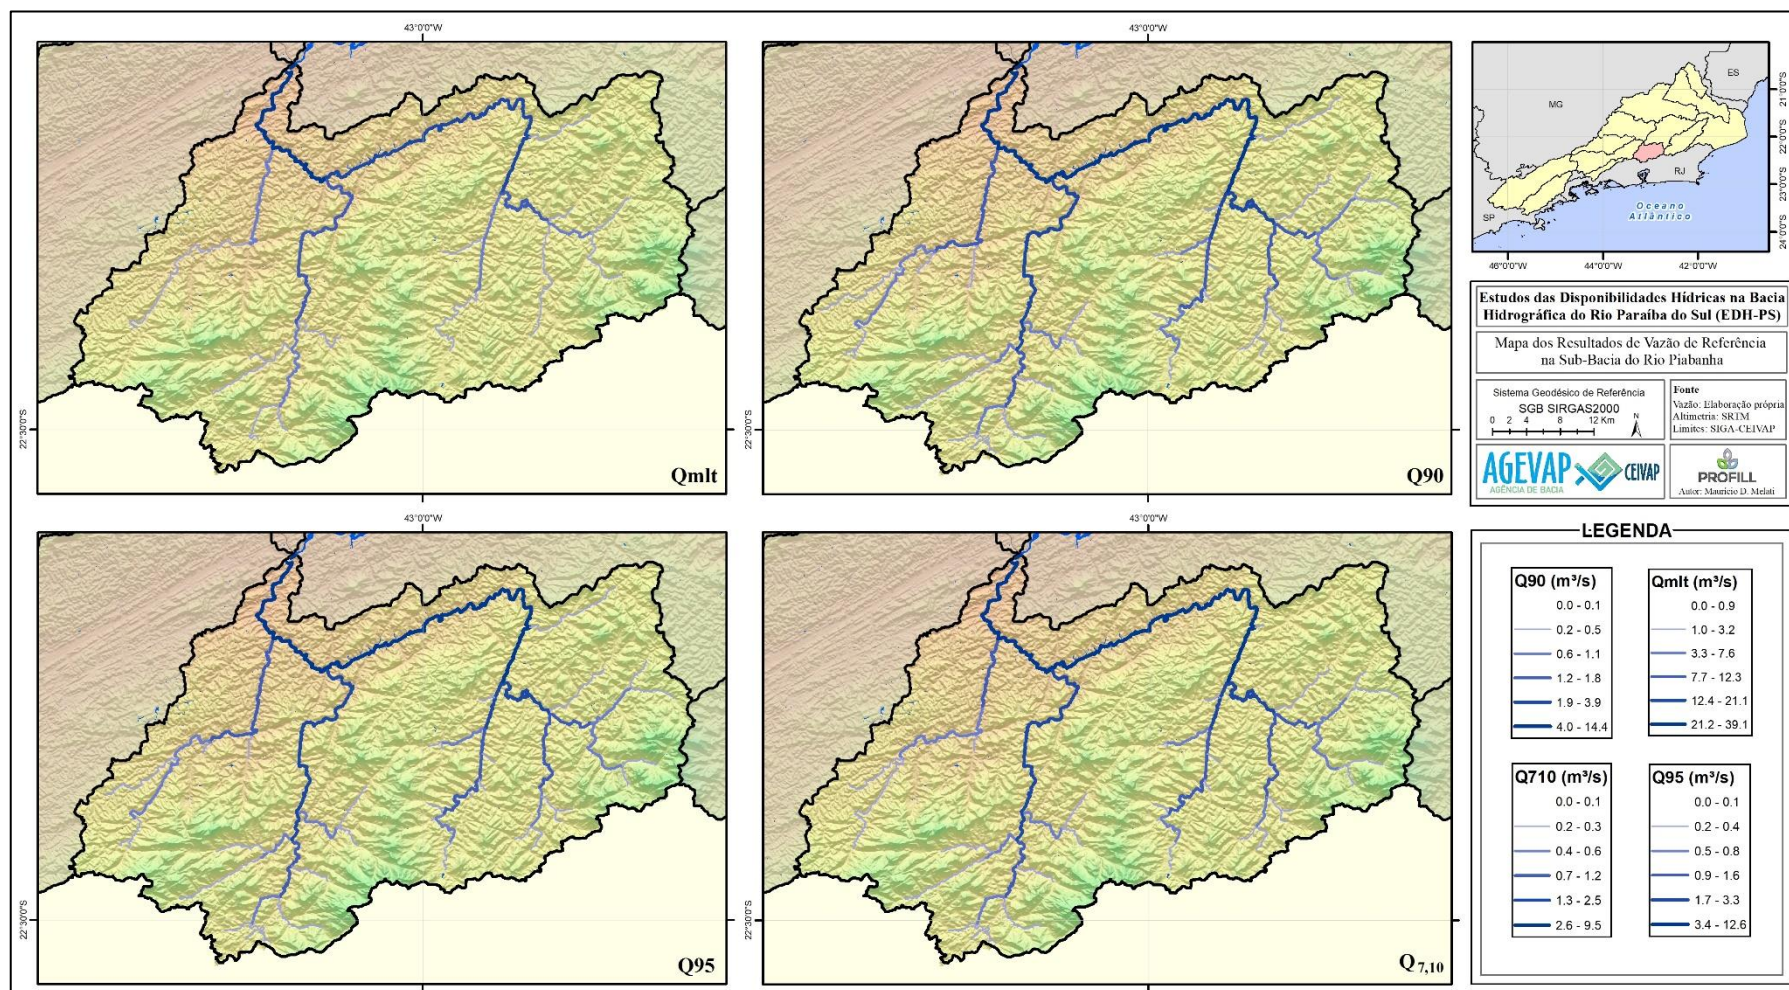 43°0'0"W
43°0'0"W
22°30'0"S
Qmlt
22°30'0"S
Q90
43°0'0"W
43°0'0"W
22°30'0"S
Q95
22°30'0"S
Q7,10
MG
ES
RJ
SP
Oceano
Atlântico
21°0'0"S
22°0'0"S
23°0'0"S
24°0'0"S
46°0'0"W
44°0'0"W
42°0'0"W
Estudos das Disponibilidades Hídricas na Bacia
Hidrográfica do Rio Paraíba do Sul (EDH-PS)
Mapa dos Resultados de Vazão de Referência
na Sub-Bacia do Rio Piabanha
Sistema Geodésico de Referência
SGB SIRGAS2000
0 2 4 8 12 Km
N
Fonte
Vazão: Elaboração própria
Altimetria: SRTM
Limites: SIGA-CEIVAP
AGEVAP
AGÊNCIA DE BACIA
CEIVAP
PROFILL
Autor: Maurício D. Melati
LEGENDA
Q90 (m³/s)
0.0 - 0.1
0.2 - 0.5
0.6 - 1.1
1.2 - 1.8
1.9 - 3.9
4.0 - 14.4
Qmlt (m³/s)
0.0 - 0.9
1.0 - 3.2
3.3 - 7.6
7.7 - 12.3
12.4 - 21.1
21.2 - 39.1
Q710 (m³/s)
0.0 - 0.1
0.2 - 0.3
0.4 - 0.6
0.7 - 1.2
1.3 - 2.5
2.6 - 9.5
Q95 (m³/s)
0.0 - 0.1
0.2 - 0.4
0.5 - 0.8
0.9 - 1.6
1.7 - 3.3
3.4 - 12.6